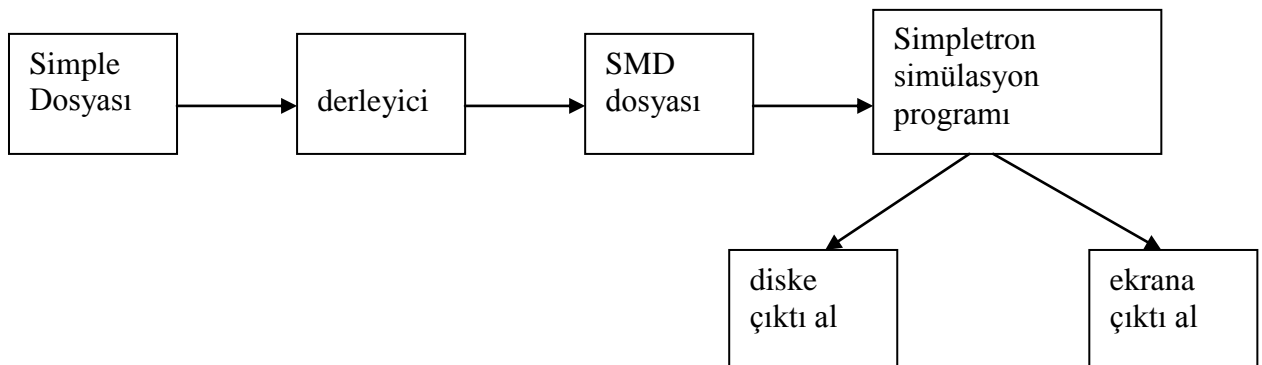 Simple
Dosyası
derleyici
SMD
dosyası
Simpletron
simülasyon
programı
diske
çıktı al
ekrana
çıktı al